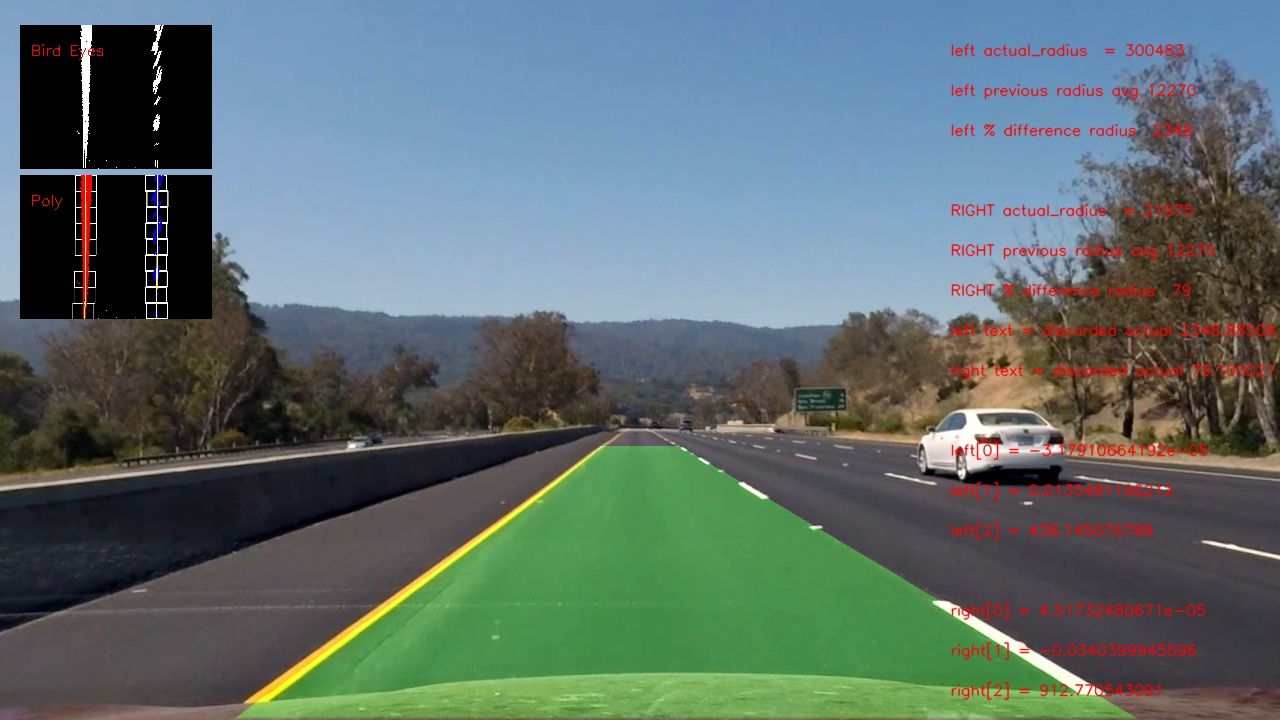 Bird Eyes
Poly
left actual_radius = 300483
left previous radius avg 12270
left % difference radius 2348
RIGHT actual_radius = 21975
RIGHT previous radius avg 12270
RIGHT % difference radius 79
left text = discarded actual 2348.88508
right text = discarded actual 79.100021
left[0] = -3.17910664192e-05
left[1] = 0.0135481196212
left[2] = 438.145076789
right[0] = 4.51732480671e-05
right[1] = -0.0340399945596
right[2] = 912.770543091